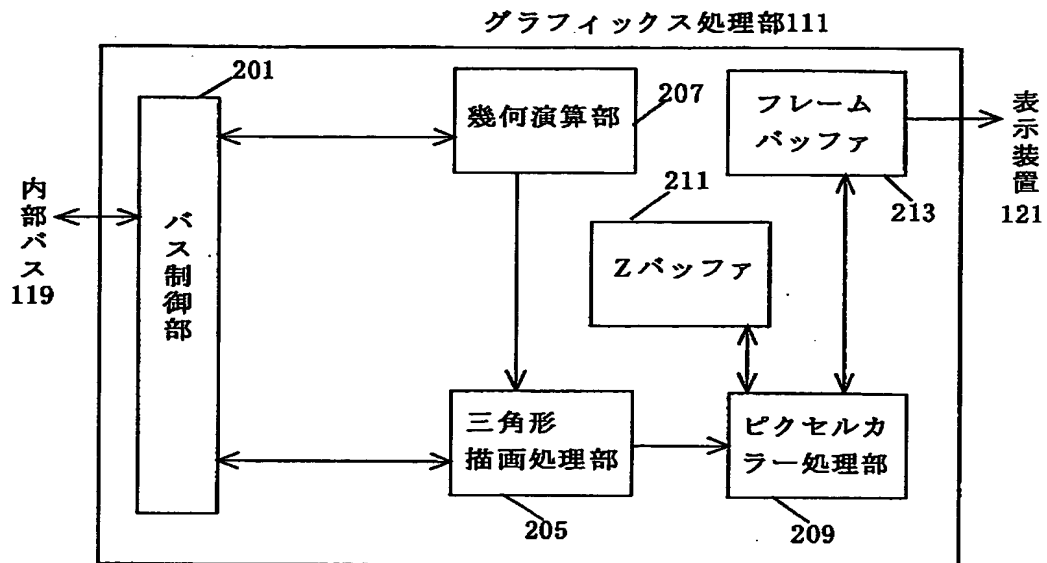 グラフィックス処理部111
201
バス制御部
内部バス
119
幾何演算部
207
フレーム
バッファ
213
表示装置
121
211
Zバッファ
三角形
描画処理部
205
ピクセルカ
ラー処理部
209